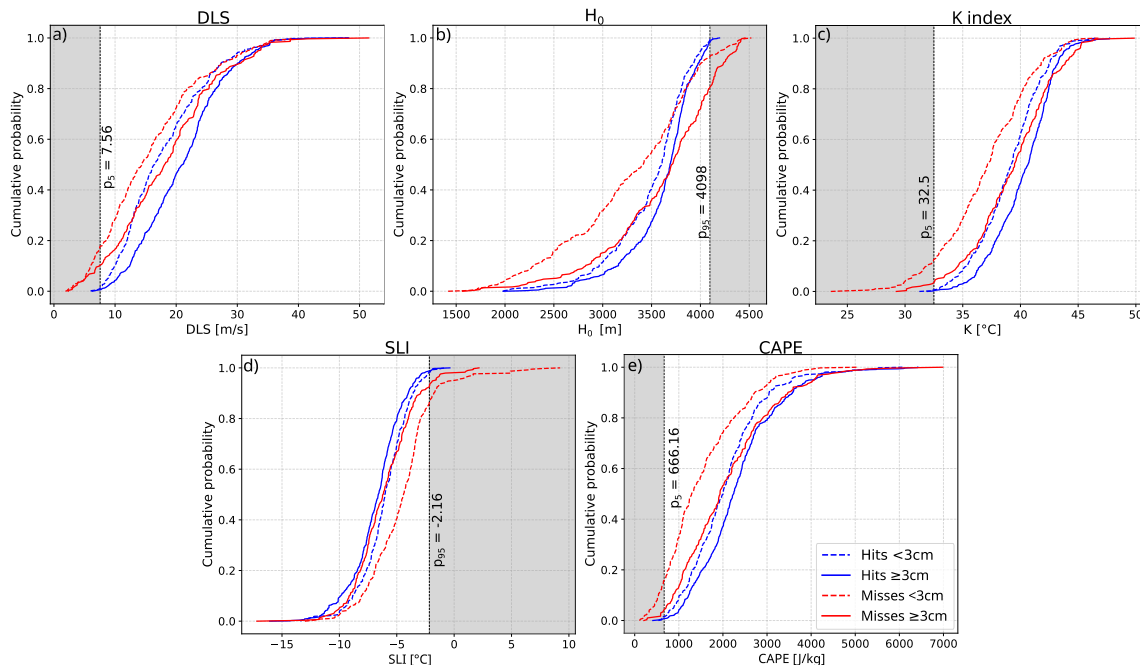 DLS
a)
Cumulative probability
1.0
0.8
0.6
0.4
0.2
0.0
p5 = 7.56
0 10 20 30 40 50
DLS [m/s]
H0
b)
Cumulative probability
1.0
0.8
0.6
0.4
0.2
0.0
p95 = 4098
1500 2000 2500 3000 3500 4000 4500
H0 [m]
K index
c)
Cumulative probability
1.0
0.8
0.6
0.4
0.2
0.0
p5 = 32.5
25 30 35 40 45 50
K [°C]
SLI
d)
Cumulative probability
1.0
0.8
0.6
0.4
0.2
0.0
p95 = -2.16
−15 −10 −5 0 5 10
SLI [°C]
CAPE
e)
Cumulative probability
1.0
0.8
0.6
0.4
0.2
0.0
p5 = 666.16
0 1000 2000 3000 4000 5000 6000 7000
CAPE [J/kg]
Hits <3cm
Hits ≥3cm
Misses <3cm
Misses ≥3cm